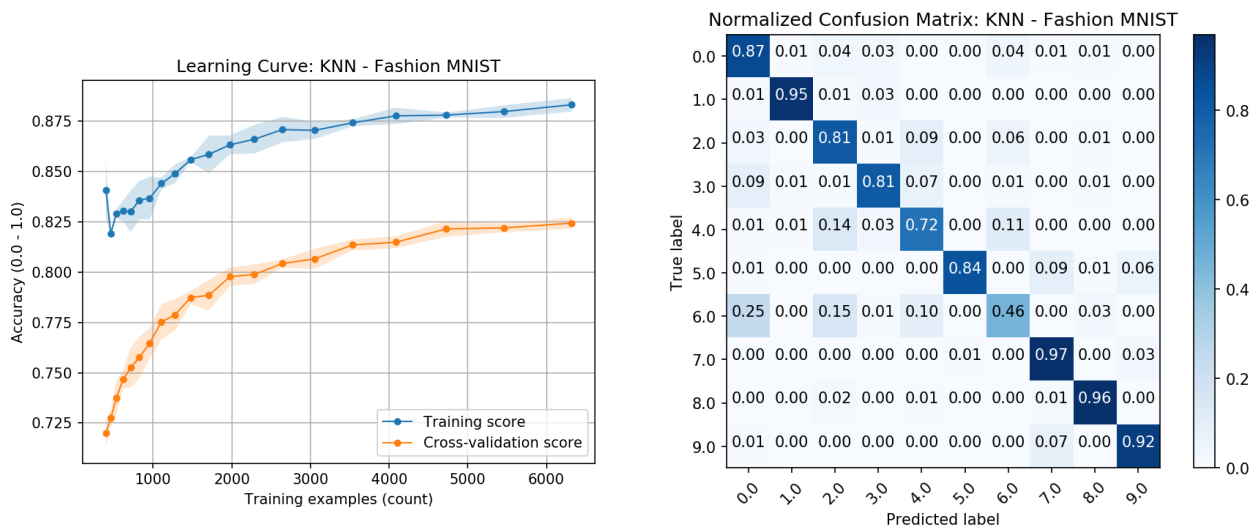 Learning Curve: KNN - Fashion MNIST
Accuracy (0.0 - 1.0)
0.875
0.850
0.825
0.800
0.775
0.750
0.725
Training score
Cross-validation score
1000 2000 3000 4000 5000 6000
Training examples (count)
Normalized Confusion Matrix: KNN - Fashion MNIST
True label
0.0 0.87 0.01 0.04 0.03 0.00 0.00 0.04 0.01 0.01 0.00
1.0 0.01 0.95 0.01 0.03 0.00 0.00 0.00 0.00 0.00 0.00
2.0 0.03 0.00 0.81 0.01 0.09 0.00 0.06 0.00 0.01 0.00
3.0 0.09 0.01 0.01 0.81 0.07 0.00 0.01 0.00 0.01 0.00
4.0 0.01 0.01 0.14 0.03 0.72 0.00 0.11 0.00 0.00 0.00
5.0 0.01 0.00 0.00 0.00 0.00 0.84 0.00 0.09 0.01 0.06
6.0 0.25 0.00 0.15 0.01 0.10 0.00 0.46 0.00 0.03 0.00
7.0 0.00 0.00 0.00 0.00 0.00 0.01 0.00 0.97 0.00 0.03
8.0 0.00 0.00 0.02 0.00 0.01 0.00 0.00 0.01 0.96 0.00
9.0 0.01 0.00 0.00 0.00 0.00 0.00 0.00 0.07 0.00 0.92
0.0 1.0 2.0 3.0 4.0 5.0 6.0 7.0 8.0 9.0
Predicted label
0.8
0.6
0.4
0.2
0.0